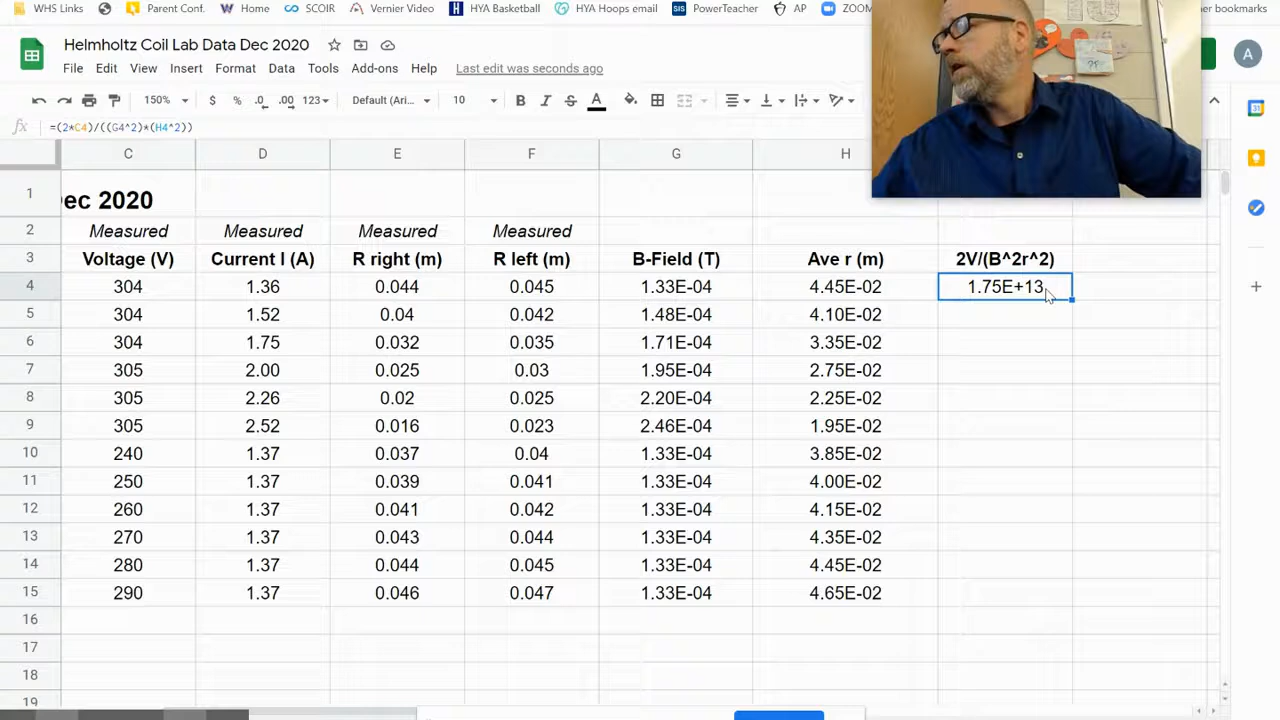 WHS Links Parent Conf. Home SCOIR Vernier Video HYA Basketball HYA Hoops email PowerTeacher AP ZOOM er bookmarks
Helmholtz Coil Lab Data Dec 2020
File Edit View Insert Format Data Tools Add-ons Help Last edit was seconds ago
150% $ % .0 .00 123 Default (Ari... 10 B I S A
A
fx =(2*C4)/((G4^2)*(H4^2))
C D E F G H
1 ec 2020
2 Measured Measured Measured Measured
3 Voltage (V) Current I (A) R right (m) R left (m) B-Field (T) Ave r (m) 2V/(B^2r^2)
4 304 1.36 0.044 0.045 1.33E-04 4.45E-02 1.75E+13
5 304 1.52 0.04 0.042 1.48E-04 4.10E-02
6 304 1.75 0.032 0.035 1.71E-04 3.35E-02
7 305 2.00 0.025 0.03 1.95E-04 2.75E-02
8 305 2.26 0.02 0.025 2.20E-04 2.25E-02
9 305 2.52 0.016 0.023 2.46E-04 1.95E-02
10 240 1.37 0.037 0.04 1.33E-04 3.85E-02
11 250 1.37 0.039 0.041 1.33E-04 4.00E-02
12 260 1.37 0.041 0.042 1.33E-04 4.15E-02
13 270 1.37 0.043 0.044 1.33E-04 4.35E-02
14 280 1.37 0.044 0.045 1.33E-04 4.45E-02
15 290 1.37 0.046 0.047 1.33E-04 4.65E-02
16
17
18
19